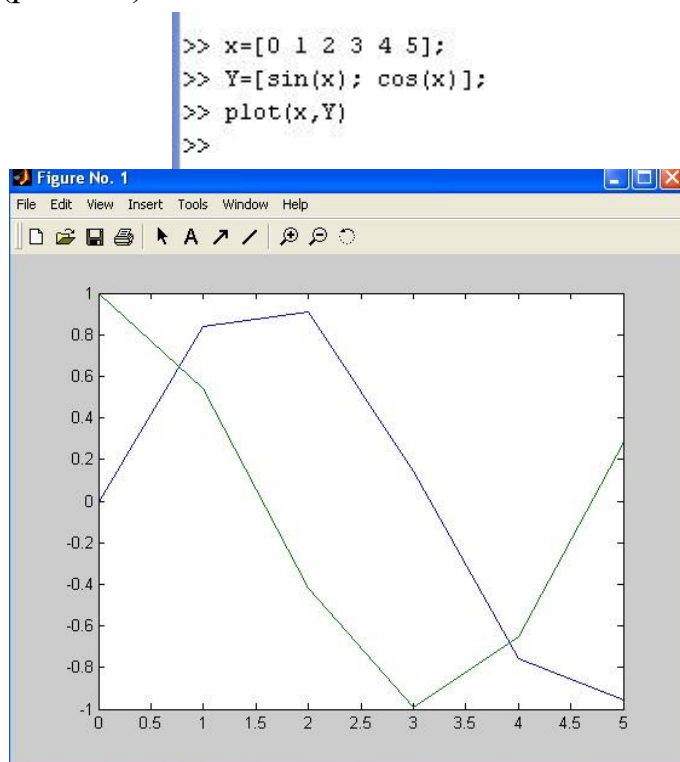 >> x=[0 1 2 3 4 5];
>> Y=[sin(x); cos(x)];
>> plot(x,Y)
>>
Figure No. 1
File Edit View Insert Tools Window Help
1
0.8
0.6
0.4
0.2
0
-0.2
-0.4
-0.6
-0.8
-1
0 0.5 1 1.5 2 2.5 3 3.5 4 4.5 5